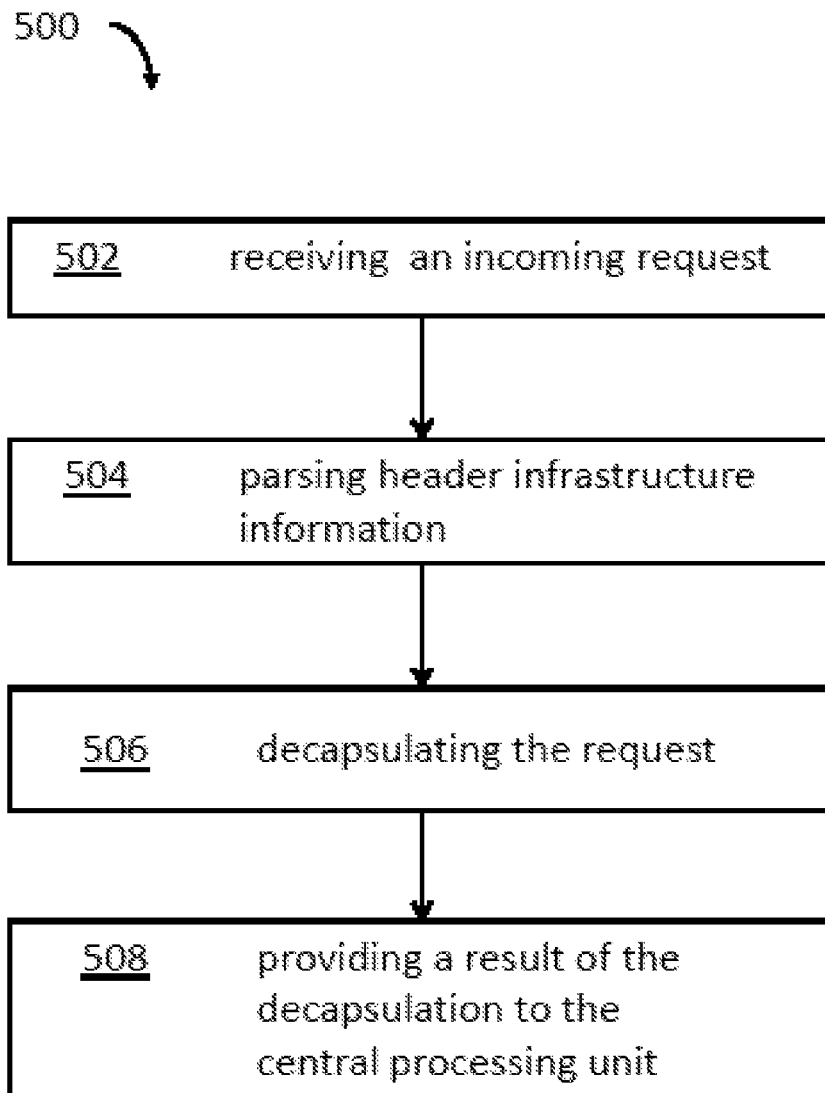 500
502 receiving an incoming request
504 parsing header infrastructure
information
506 decapsulating the request
508 providing a result of the
decapsulation to the
central processing unit